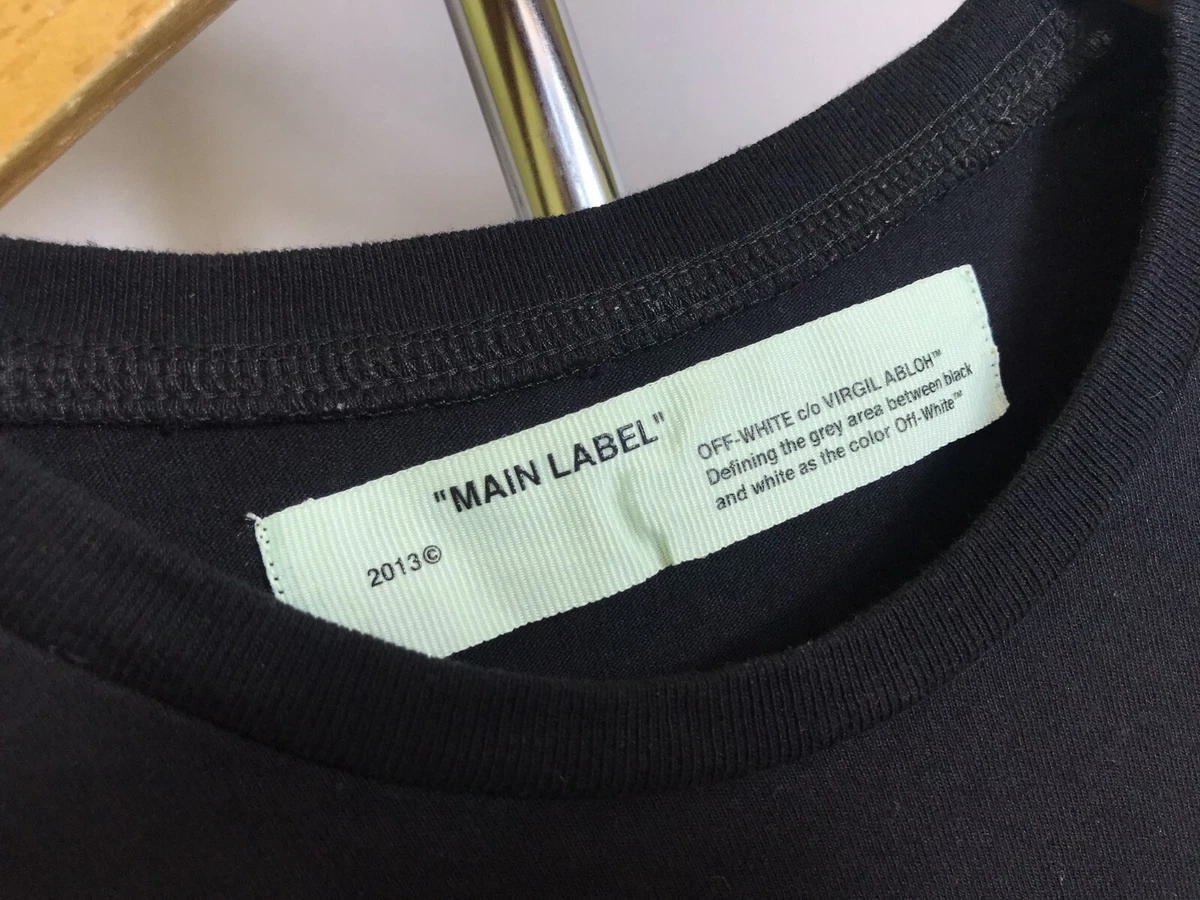 "MAIN LABEL"
2013©
OFF-WHITE c/o VIRGIL ABLOH™
Defining the grey area between black
and white as the color Off-White™